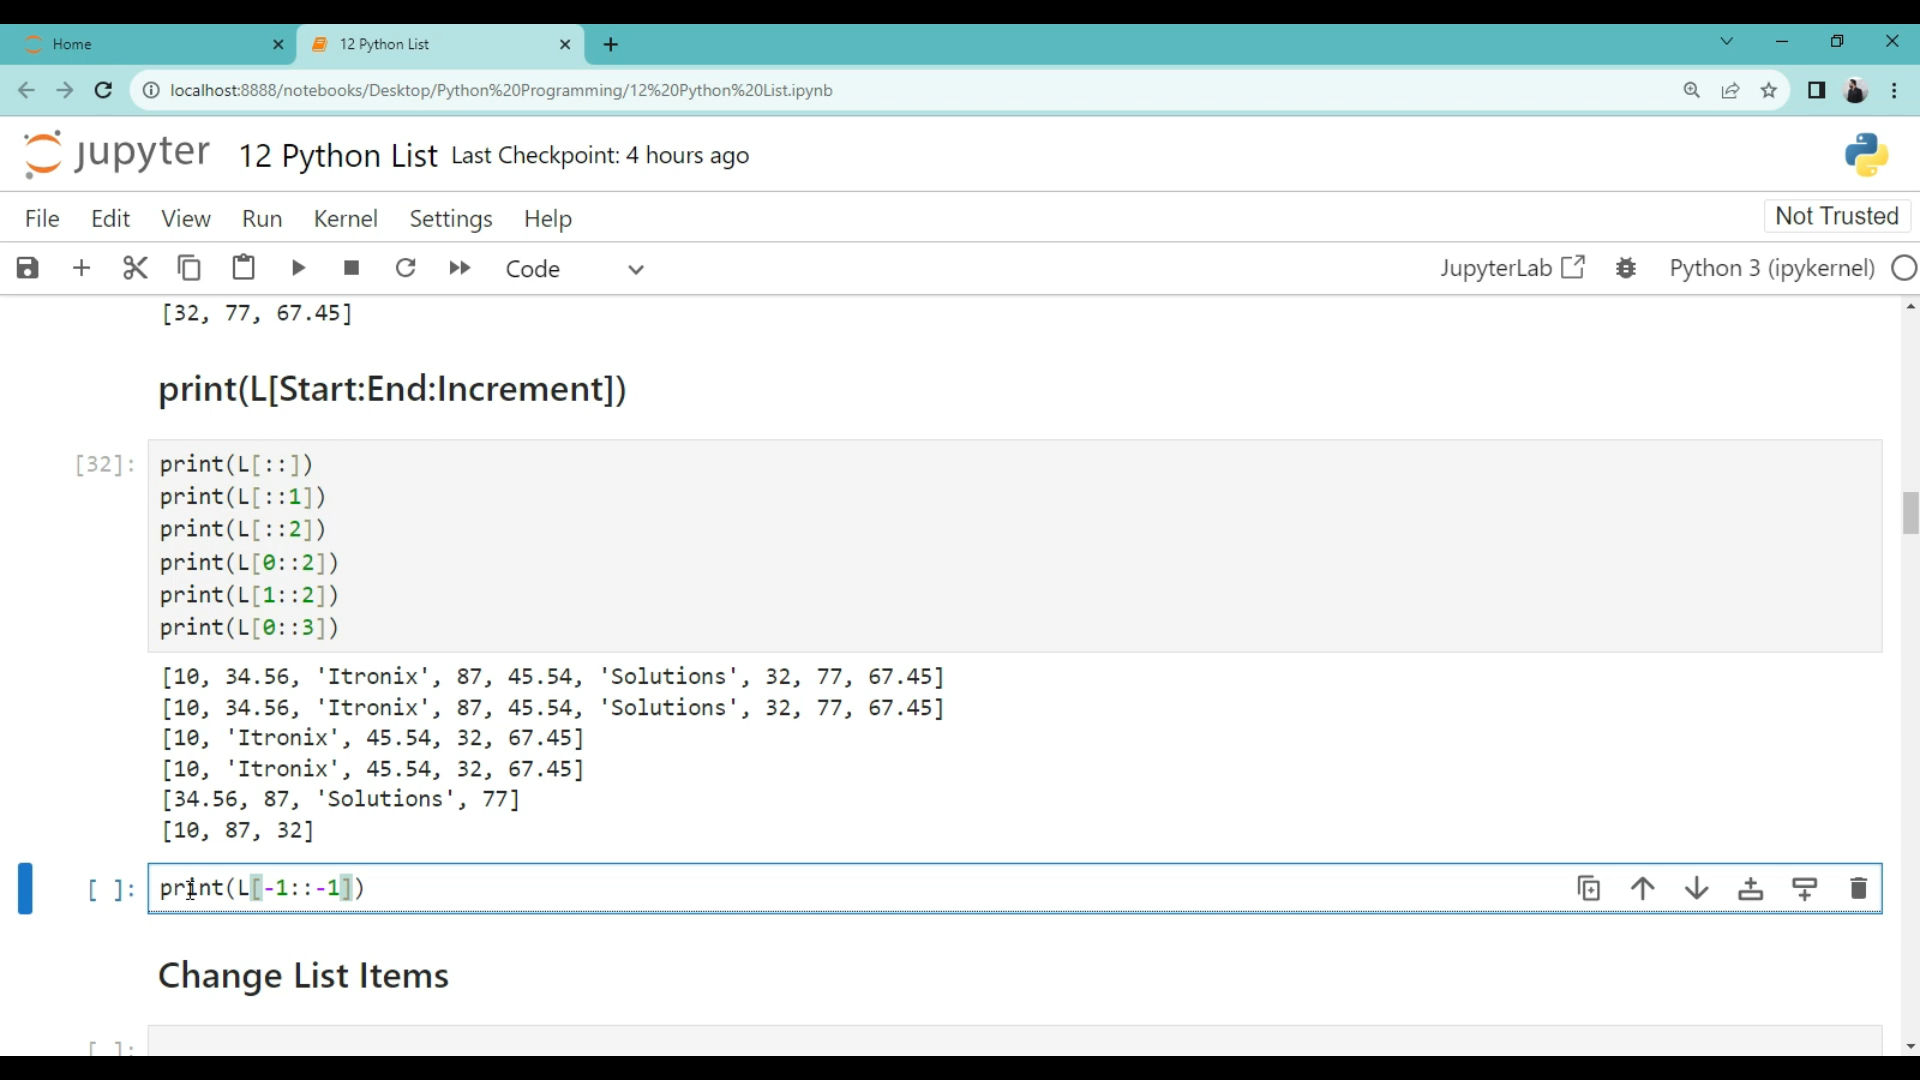 Home
12 Python List
localhost:8888/notebooks/Desktop/Python%20Programming/12%20Python%20List.ipynb
jupyter 12 Python List Last Checkpoint: 4 hours ago
File Edit View Run Kernel Settings Help Not Trusted
Code JupyterLab Python 3 (ipykernel)
[32, 77, 67.45]
print(L[Start:End:Increment])
[32]: print(L[::])
print(L[::1])
print(L[::2])
print(L[0::2])
print(L[1::2])
print(L[0::3])
[10, 34.56, 'Itronix', 87, 45.54, 'Solutions', 32, 77, 67.45]
[10, 34.56, 'Itronix', 87, 45.54, 'Solutions', 32, 77, 67.45]
[10, 'Itronix', 45.54, 32, 67.45]
[10, 'Itronix', 45.54, 32, 67.45]
[34.56, 87, 'Solutions', 77]
[10, 87, 32]
[ ]: print(L[-1::-1])
Change List Items
[ ]: